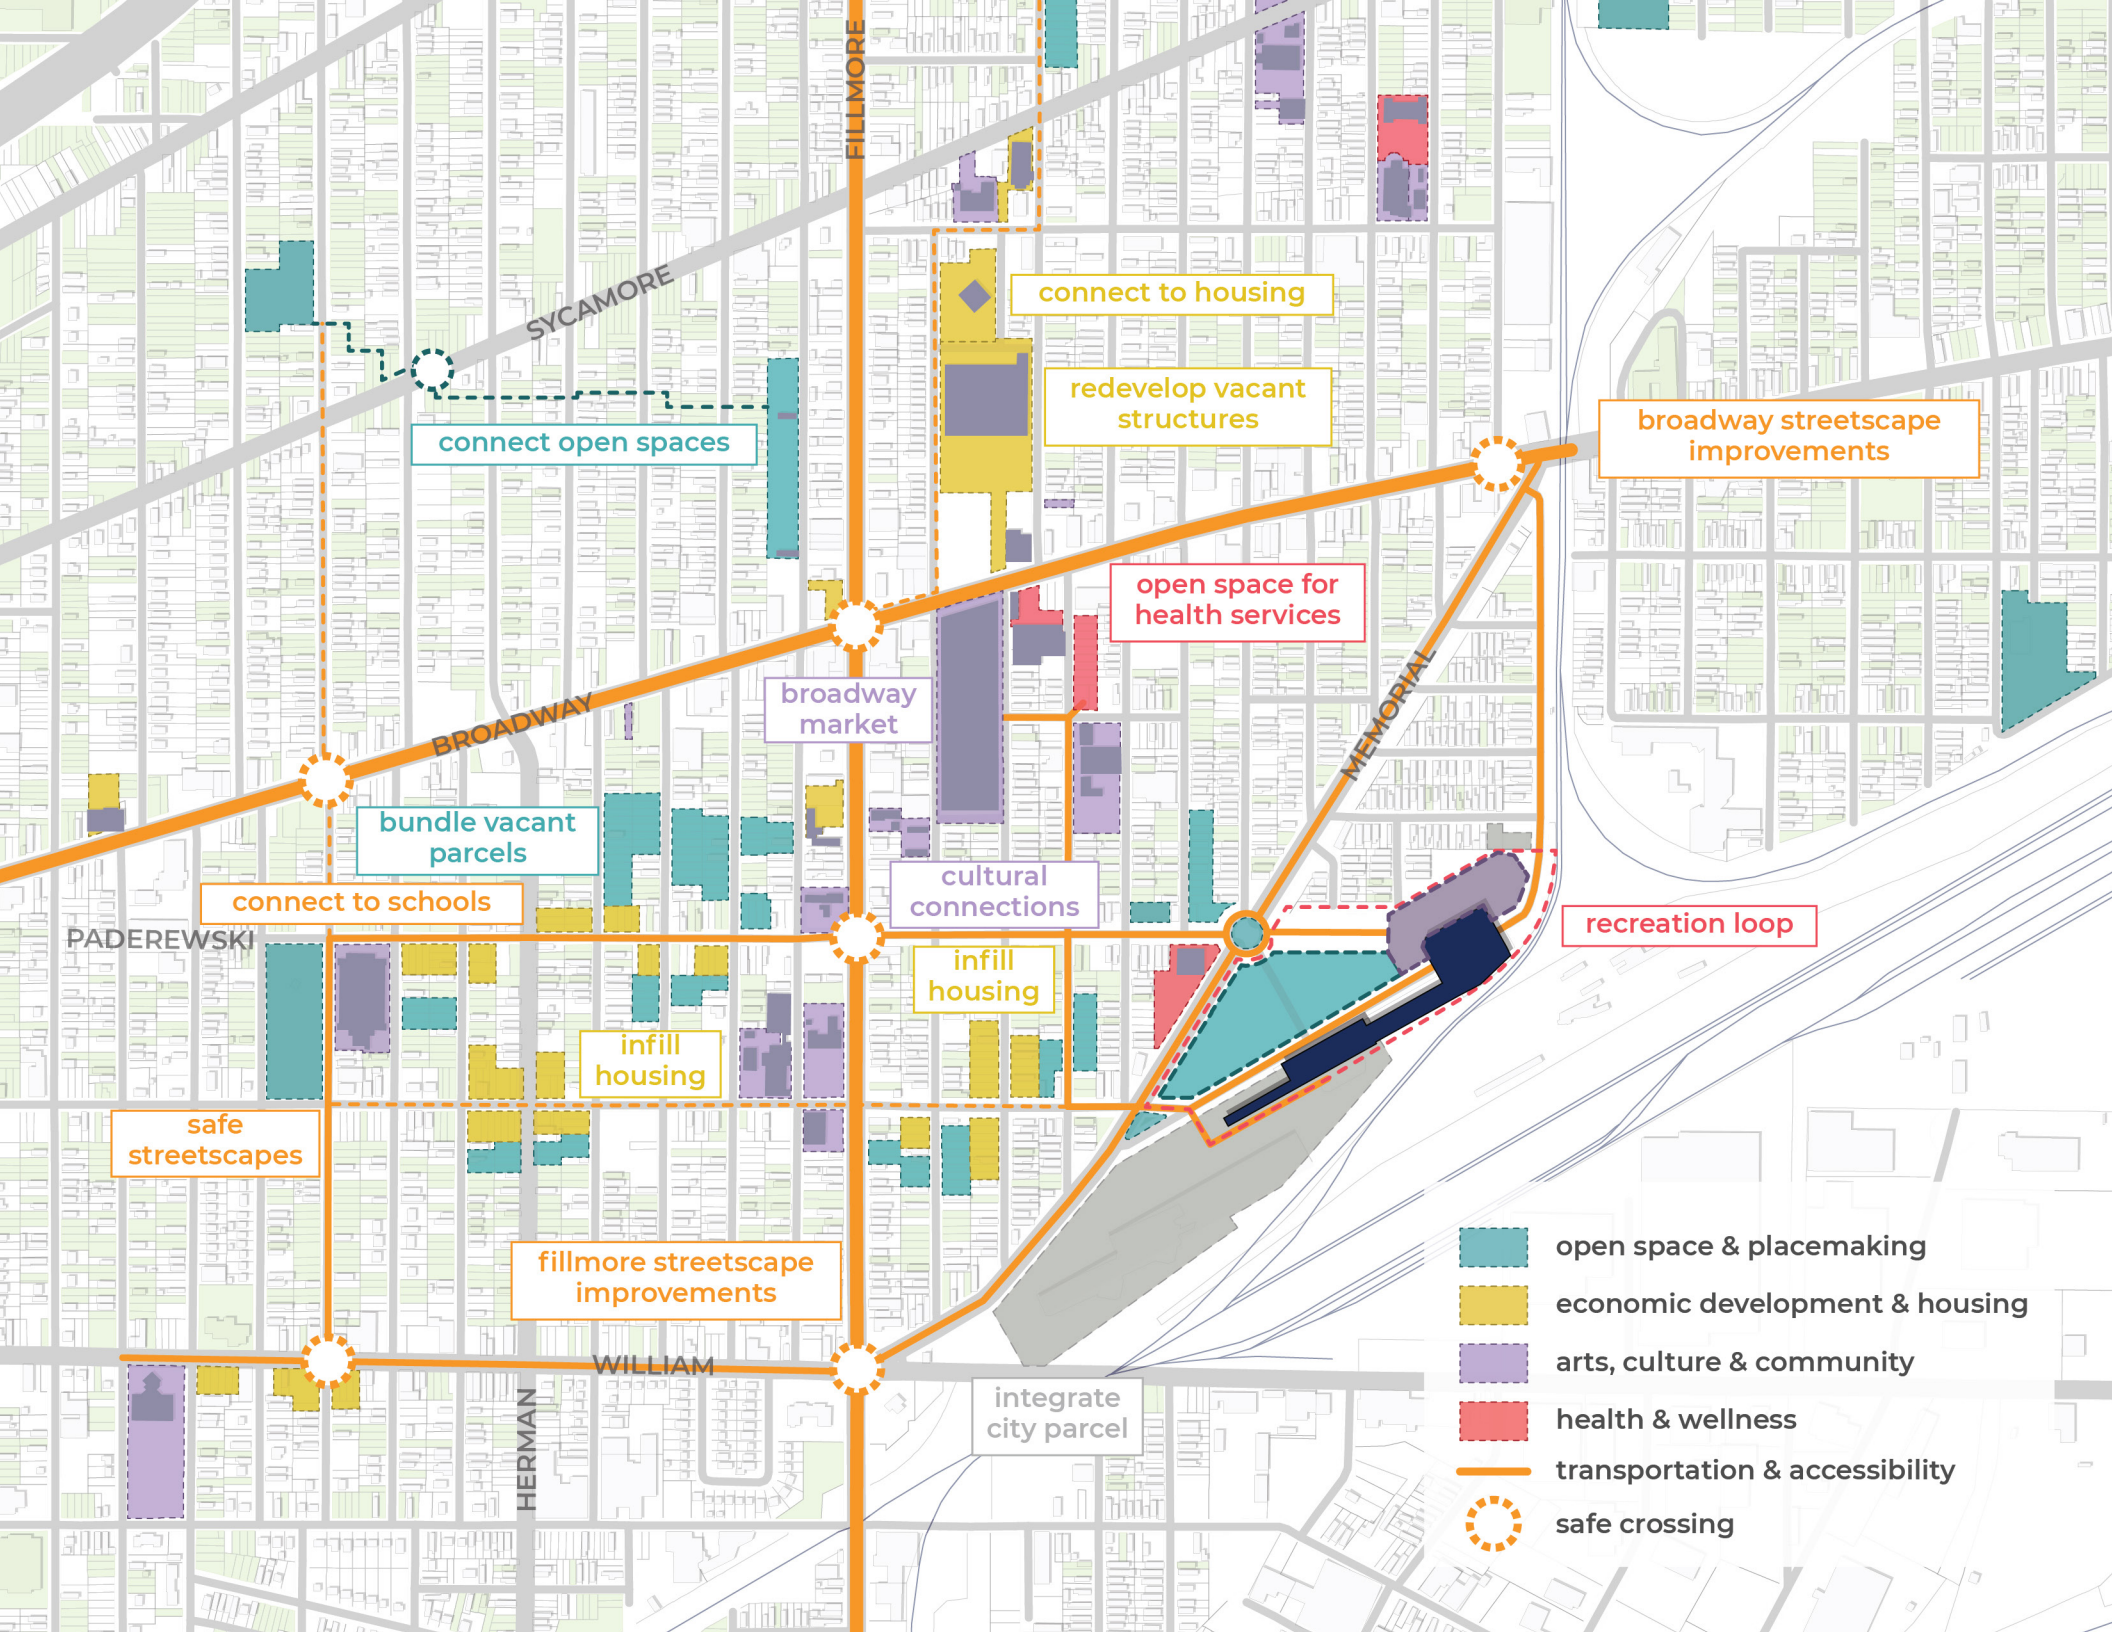 FILLMORE
SYCAMORE
connect to housing
redevelop vacant
structures
connect open spaces
broadway streetscape
improvements
open space for
health services
MEMORIAL
BROADWAY
broadway
market
bundle vacant
parcels
cultural
connections
connect to schools
PADEREWSKI
recreation loop
infill
housing
infill
housing
safe
streetscapes
fillmore streetscape
improvements
WILLIAM
HERMAN
integrate
city parcel
open space & placemaking
economic development & housing
arts, culture & community
health & wellness
transportation & accessibility
safe crossing